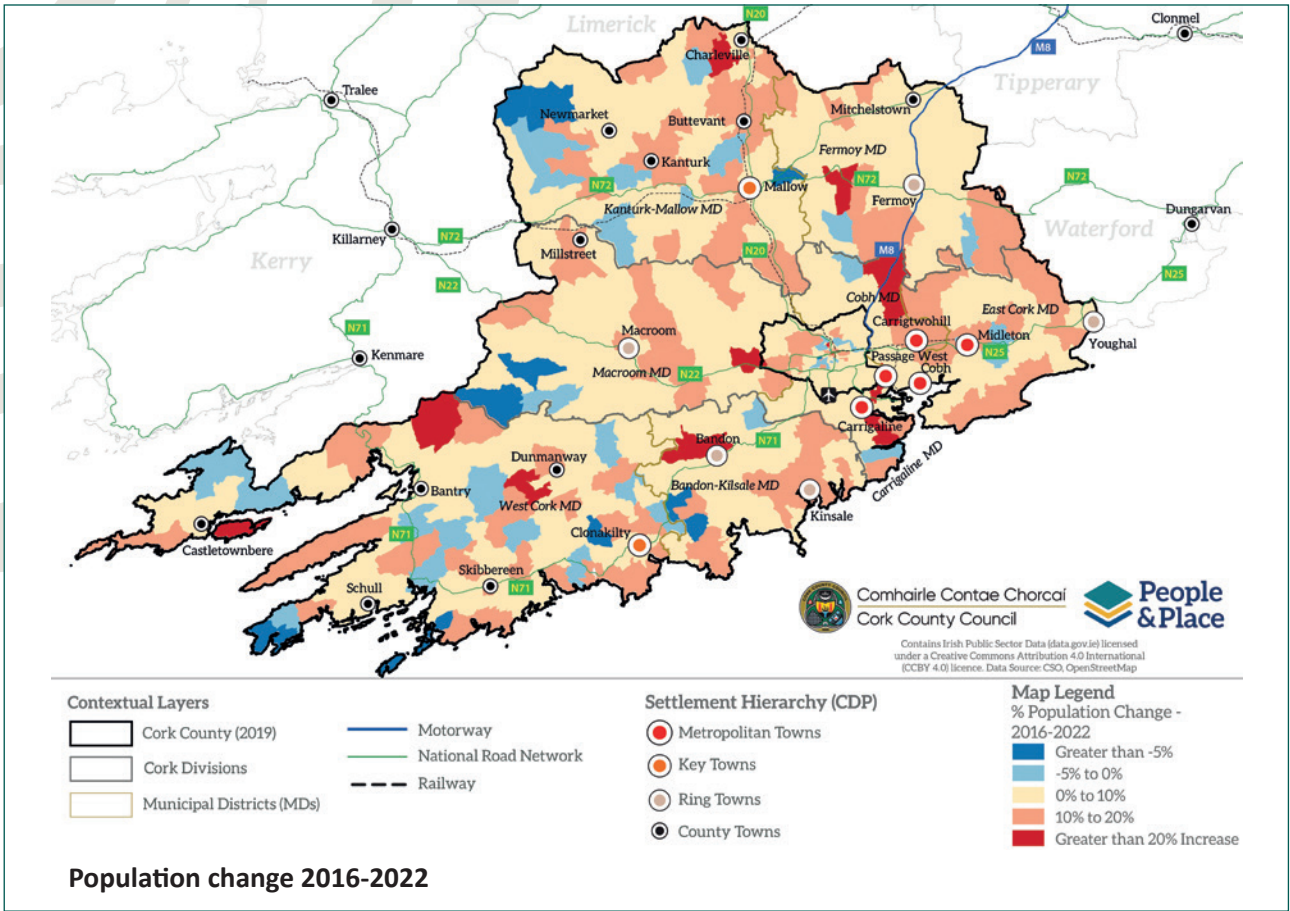 Limerick
N20
Clonmel
Charleville
M8
Tipperary
Tralee
Mitchelstown
Newmarket
Buttevant
Fermoy MD
Kanturk
N72
N72
Mallow
N72
Fermoy
Kanturk-Mallow MD
Dungarvan
Waterford
Killarney
N72
Millstreet
N20
M8
Kerry
N22
Cobh MD
N25
East Cork MD
N71
Macroom
Carrigtwohill
Midleton
Youghal
Kenmare
Passage West
N25
Cobh
Macroom MD
N22
Carrigaline
Bandon
N71
Dunmanway
Carrigaline MD
Bantry
West Cork MD
Bandon-Kilsale MD
Kinsale
Castletownbere
N71
Clonakilty
Skibbereen
N71
Schull
Comhairle Contae Chorcaí
Cork County Council
People
&Place
Contains Irish Public Sector Data (data.gov.ie) licensed
under a Creative Commons Attribution 4.0 International
(CCBY 4.0) licence. Data Source: CSO, OpenStreetMap
Contextual Layers
Cork County (2019)
Cork Divisions
Municipal Districts (MDs)
Motorway
National Road Network
Railway
Settlement Hierarchy (CDP)
Metropolitan Towns
Key Towns
Ring Towns
County Towns
Map Legend
% Population Change -
2016-2022
Greater than -5%
-5% to 0%
0% to 10%
10% to 20%
Greater than 20% Increase
Population change 2016-2022